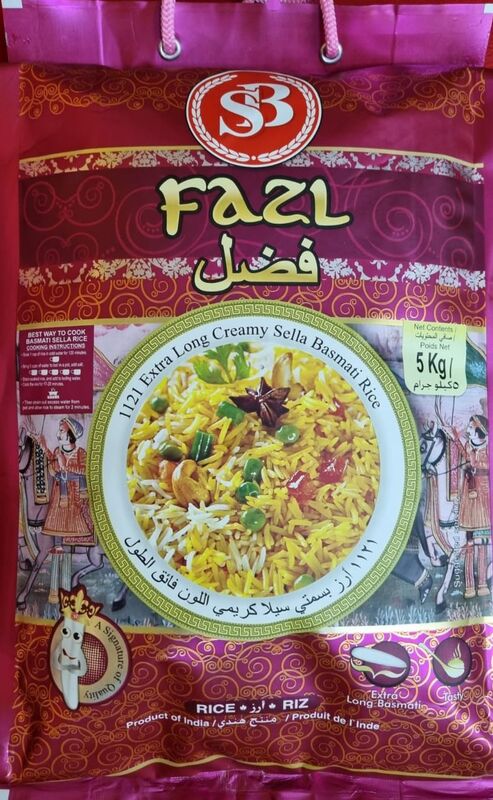 SB
FAZL
فضل
BEST WAY TO COOK
BASMATI SELLA RICE
COOKING INSTRUCTIONS
Net Contents
صافي المحتويات
Poids Net
5 Kg/
٥كيلو جرام
1121 Extra Long Creamy Sella Basmati Rice
١١٢١ أرز بسمتي سيلا كريمي اللون فائق الطول
A Signature
of Quality
Extra
Long Basmati
Tasty
RICE • أرز • RIZ
Product of India / منتج هندي / Produit de l'Inde